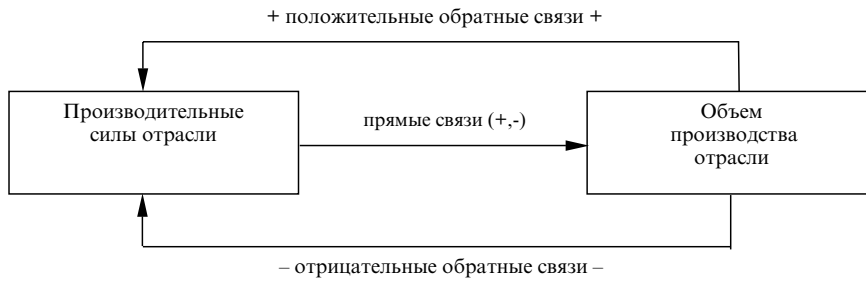 + положительные обратные связи +
Производительные
силы отрасли
прямые связи (+,-)
Объем
производства
отрасли
– отрицательные обратные связи –